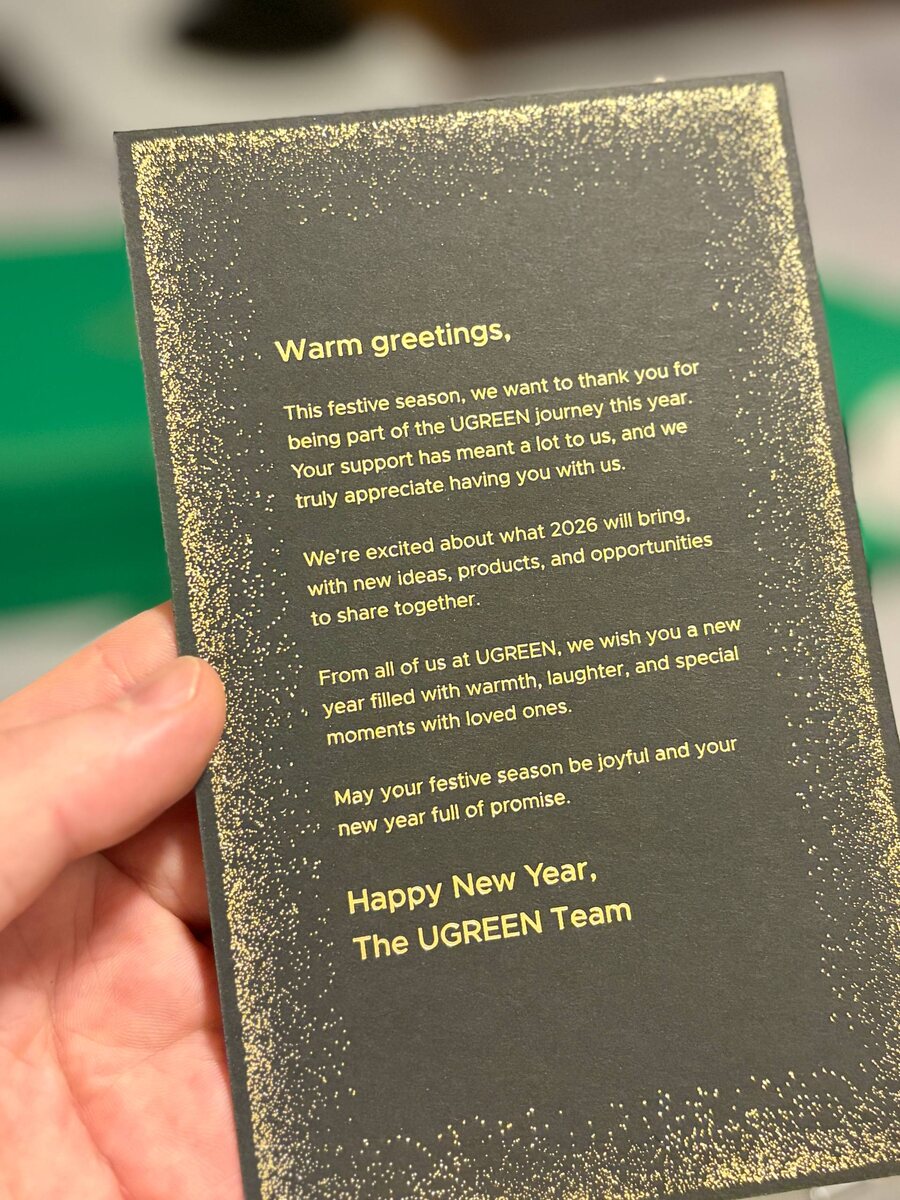 Warm greetings,
This festive season, we want to thank you for
being part of the UGREEN journey this year.
Your support has meant a lot to us, and we
truly appreciate having you with us.
We're excited about what 2026 will bring,
with new ideas, products, and opportunities
to share together.
From all of us at UGREEN, we wish you a new
year filled with warmth, laughter, and special
moments with loved ones.
May your festive season be joyful and your
new year full of promise.
Happy New Year,
The UGREEN Team